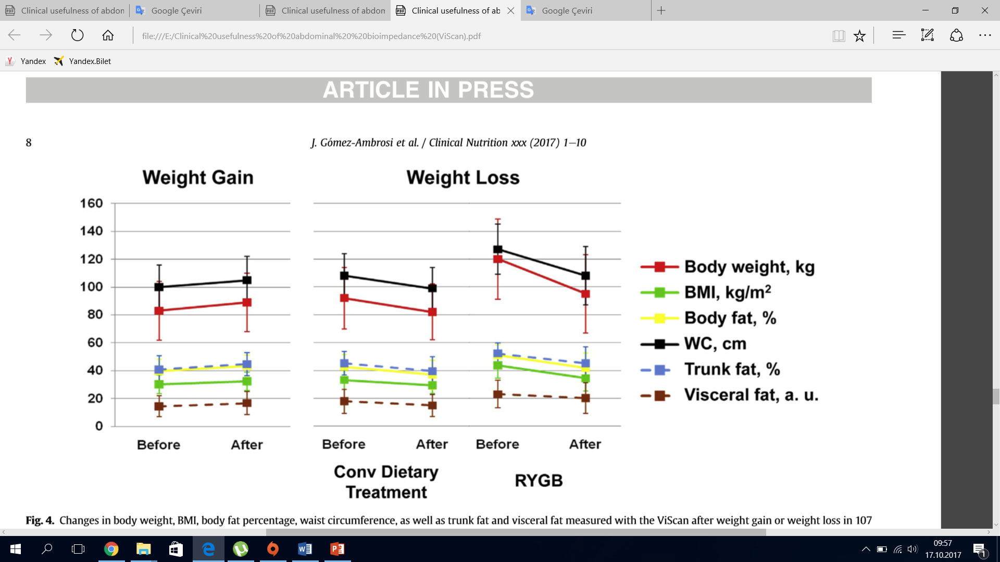 Clinical usefulness of abdon
Google Çeviri
Clinical usefulness of abdon
Clinical usefulness of ab
Google Çeviri
file:///E:/Clinical%20usefulness%20of%20abdominal%20%20bioimpedance%20(ViScan).pdf
Yandex
Yandex.Bilet
ARTICLE IN PRESS
8
J. Gómez-Ambrosi et al. / Clinical Nutrition xxx (2017) 1–10
Weight Gain
Weight Loss
160
140
120
100
80
60
40
20
0
Before
After
Before
After
Before
After
Conv Dietary
Treatment
RYGB
Body weight, kg
BMI, kg/m²
Body fat, %
WC, cm
Trunk fat, %
Visceral fat, a. u.
Fig. 4. Changes in body weight, BMI, body fat percentage, waist circumference, as well as trunk fat and visceral fat measured with the ViScan after weight gain or weight loss in 107
09:57
17.10.2017
1